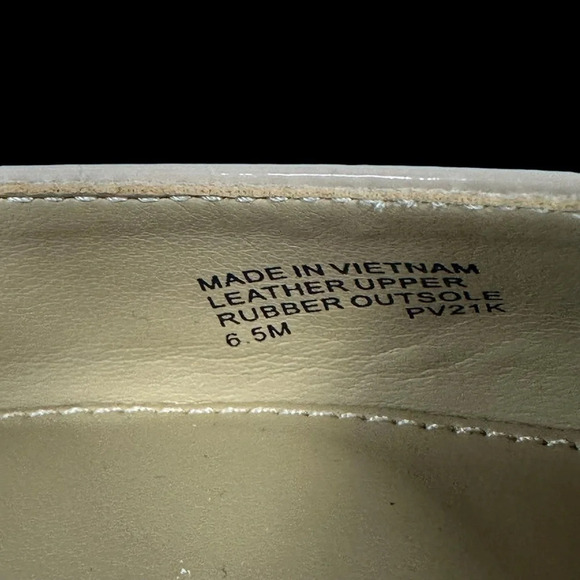 MADE IN VIETNAM
LEATHER UPPER
RUBBER OUTSOLE
6.5M PV21K